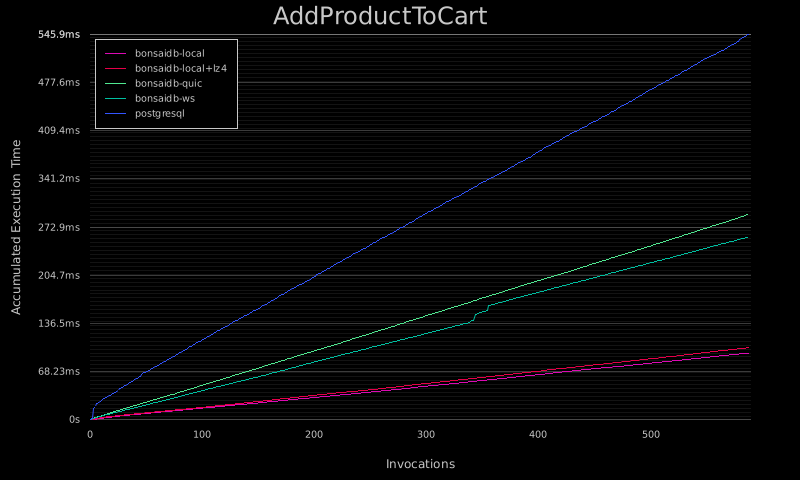 AddProductToCart
545.9ms
477.6ms
409.4ms
341.2ms
272.9ms
204.7ms
136.5ms
68.23ms
0s
bonsaidb-local
bonsaidb-local+lz4
bonsaidb-quic
bonsaidb-ws
postgresql
Accumulated Execution Time
0 100 200 300 400 500
Invocations